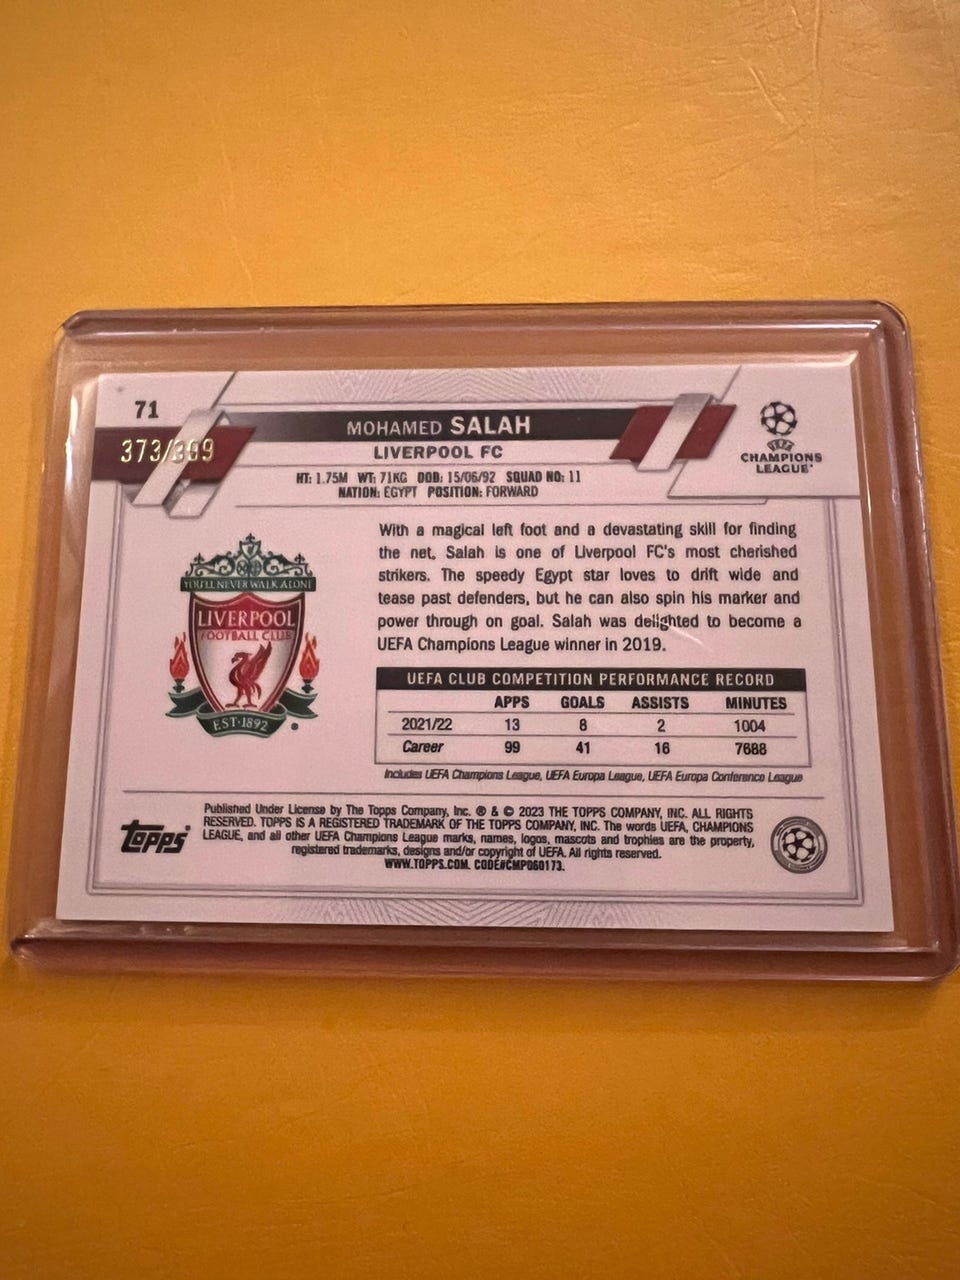 71
373/399
MOHAMED SALAH
LIVERPOOL FC
HT: 1.75M WT: 71KG DOB: 15/06/92 SQUAD NO: 11
NATION: EGYPT POSITION: FORWARD
UEFA
CHAMPIONS
LEAGUE
YOU'LL NEVER WALK ALONE
LIVERPOOL
FOOTBALL CLUB
EST·1892
With a magical left foot and a devastating skill for finding
the net, Salah is one of Liverpool FC's most cherished
strikers. The speedy Egypt star loves to drift wide and
tease past defenders, but he can also spin his marker and
power through on goal. Salah was delighted to become a
UEFA Champions League winner in 2019.
UEFA CLUB COMPETITION PERFORMANCE RECORD
APPS GOALS ASSISTS MINUTES
2021/22 13 8 2 1004
Career 99 41 16 7688
Includes UEFA Champions League, UEFA Europa League, UEFA Europa Conference League
topps
Published Under License by The Topps Company, Inc. ® & © 2023 THE TOPPS COMPANY, INC. ALL RIGHTS
RESERVED. TOPPS IS A REGISTERED TRADEMARK OF THE TOPPS COMPANY, INC. The words UEFA, CHAMPIONS
LEAGUE, and all other UEFA Champions League marks, names, logos, mascots and trophies are the property,
registered trademarks, designs and/or copyright of UEFA. All rights reserved.
WWW.TOPPS.COM. CODE#CMP060173.